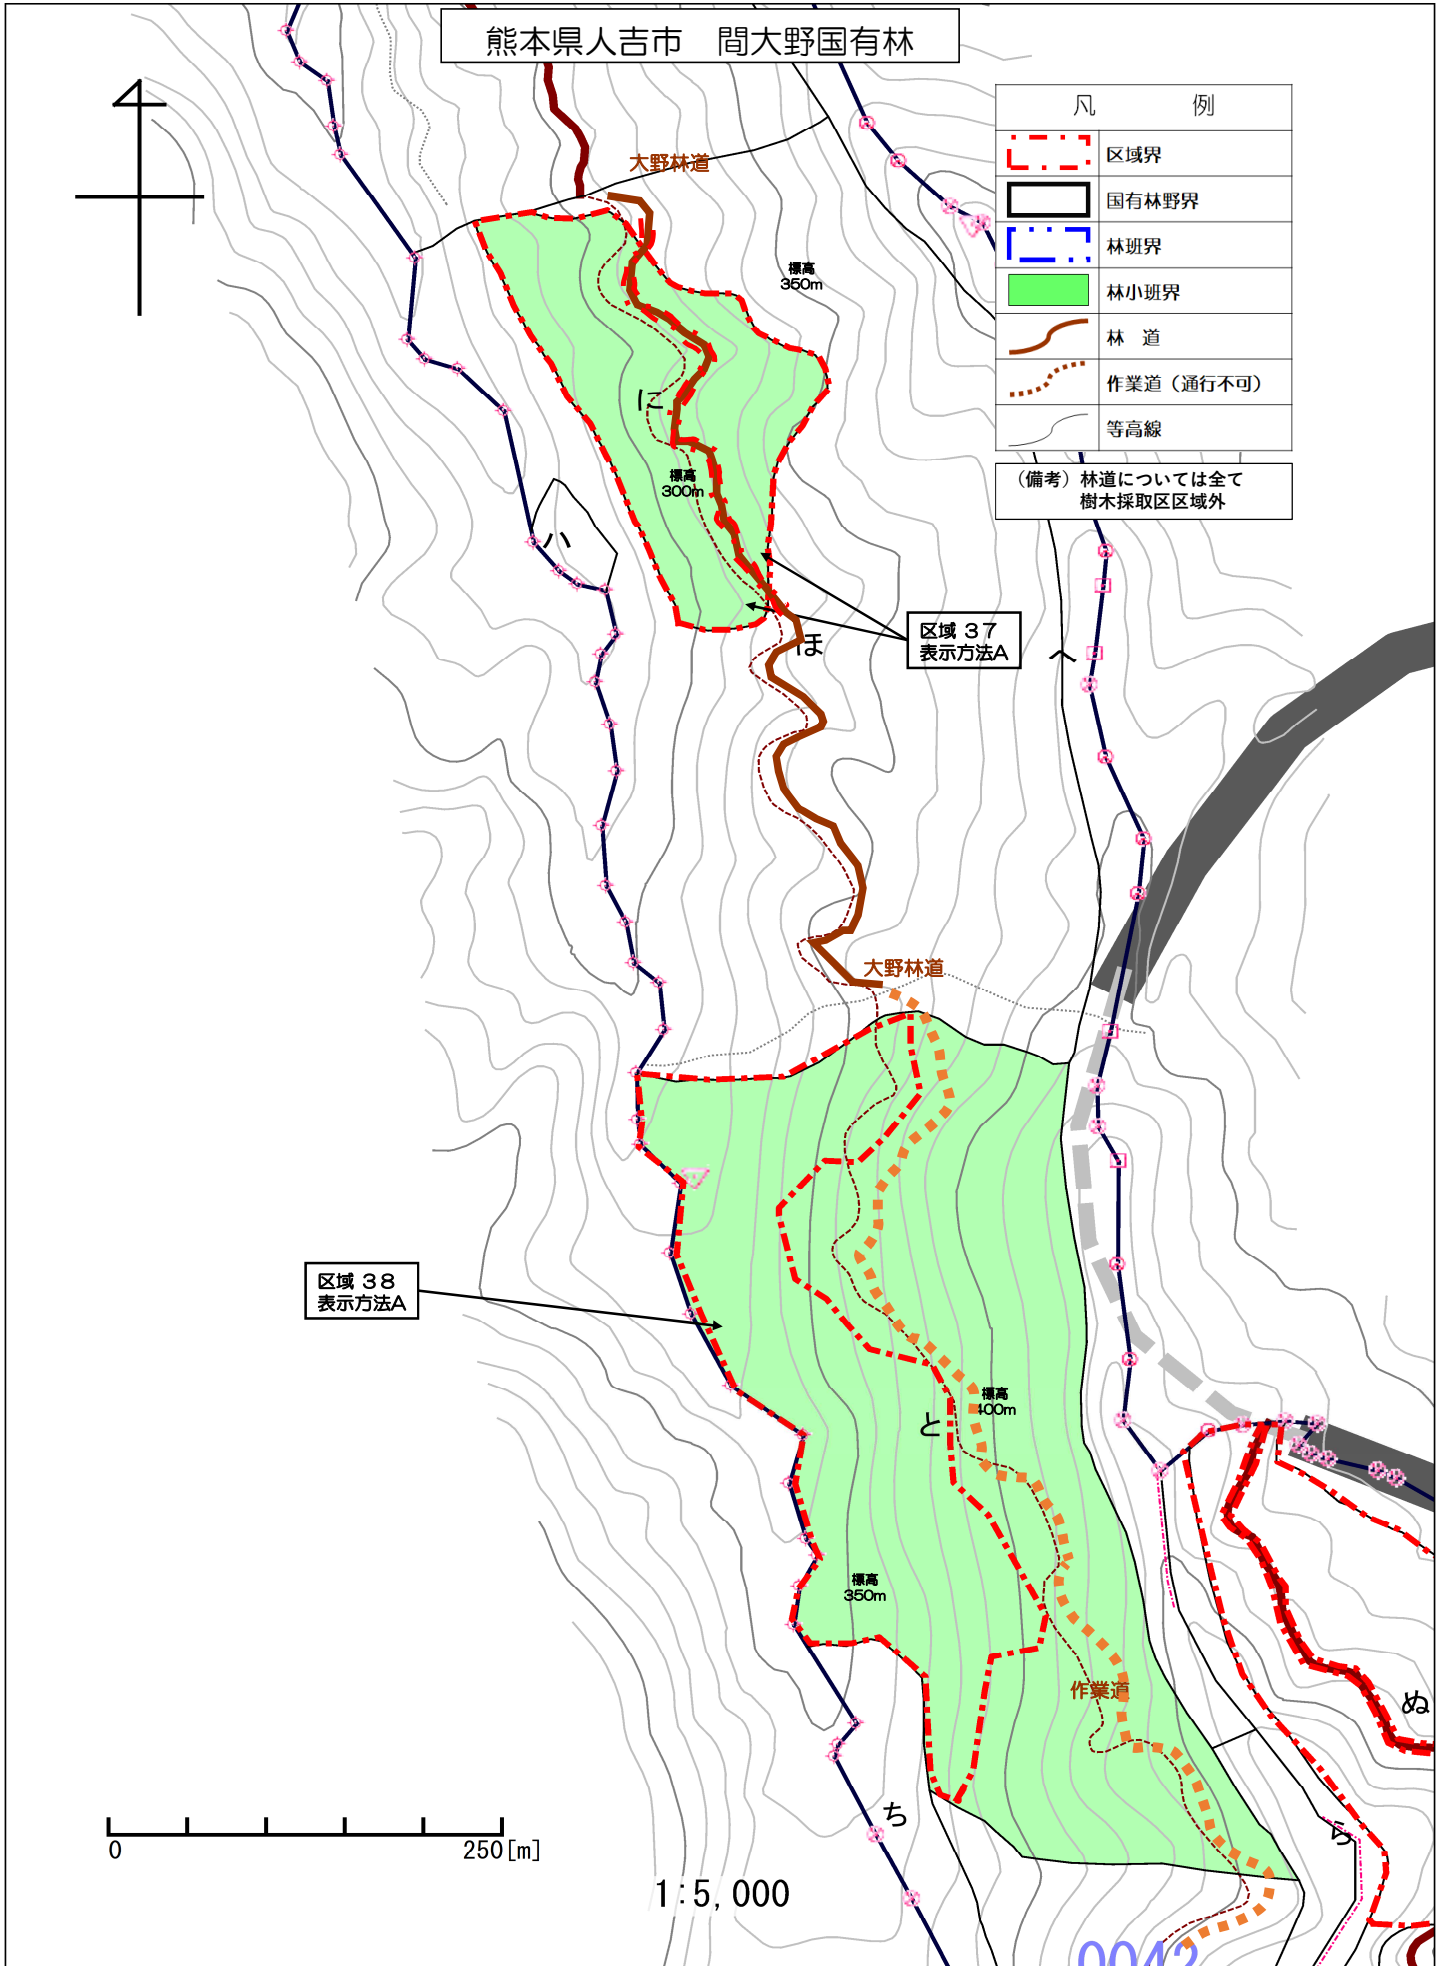 熊本県人吉市　間大野国有林
凡　例
区域界
国有林野界
林班界
林小班界
林　道
作業道（通行不可）
等高線
（備考）林道については全て
樹木採取区区域外
大野林道
標高
350m
に
標高
300m
ハ
区域 37
表示方法A
ほ
へ
大野林道
区域 38
表示方法A
標高
400m
と
標高
350m
作業道
ぬ
ち
ら
0
250[m]
1:5,000
0042